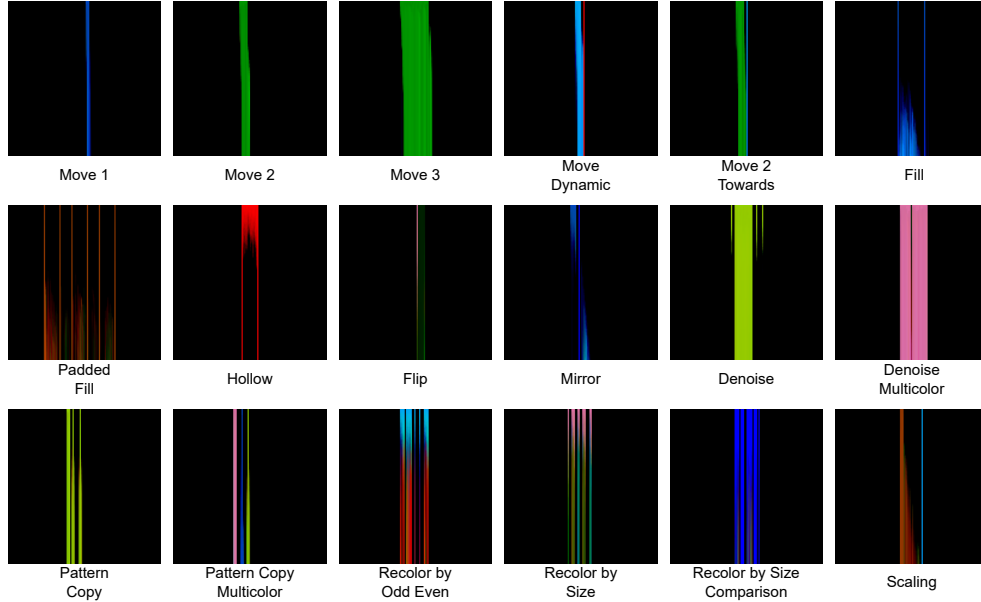 Move 1
Move 2
Move 3
Move
Dynamic
Move 2
Towards
Fill
Padded
Fill
Hollow
Flip
Mirror
Denoise
Denoise
Multicolor
Pattern
Copy
Pattern Copy
Multicolor
Recolor by
Odd Even
Recolor by
Size
Recolor by Size
Comparison
Scaling